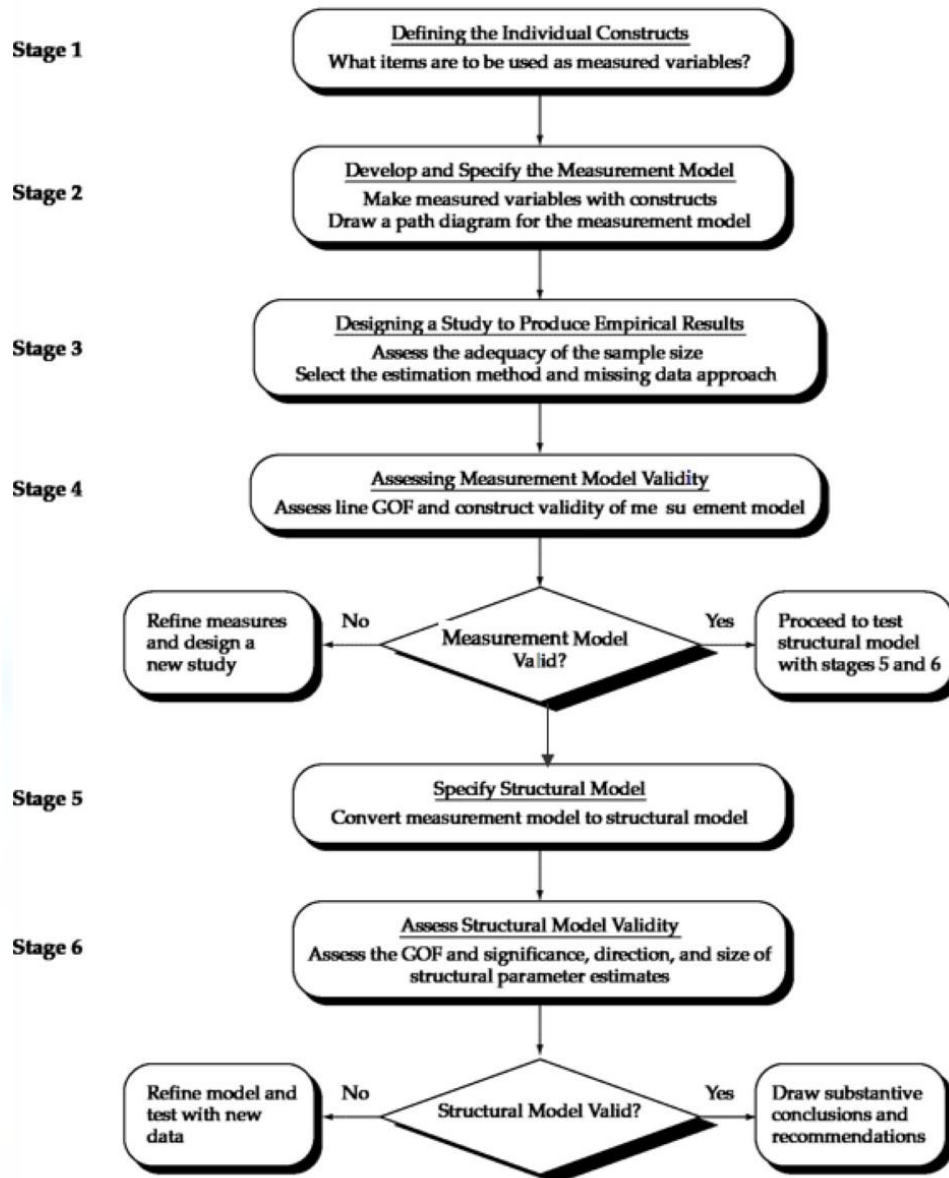 Stage 1
Defining the Individual Constructs
What items are to be used as measured variables?
Stage 2
Develop and Specify the Measurement Model
Make measured variables with constructs
Draw a path diagram for the measurement model
Stage 3
Designing a Study to Produce Empirical Results
Assess the adequacy of the sample size
Select the estimation method and missing data approach
Stage 4
Assessing Measurement Model Validity
Assess line GOF and construct validity of me su ement model
Refine measures
and design a
new study
No
Measurement Model
Valid?
Yes
Proceed to test
structural model
with stages 5 and 6
Stage 5
Specify Structural Model
Convert measurement model to structural model
Stage 6
Assess Structural Model Validity
Assess the GOF and significance, direction, and size of
structural parameter estimates
Refine model and
test with new
data
No
Structural Model Valid?
Yes
Draw substantive
conclusions and
recommendations